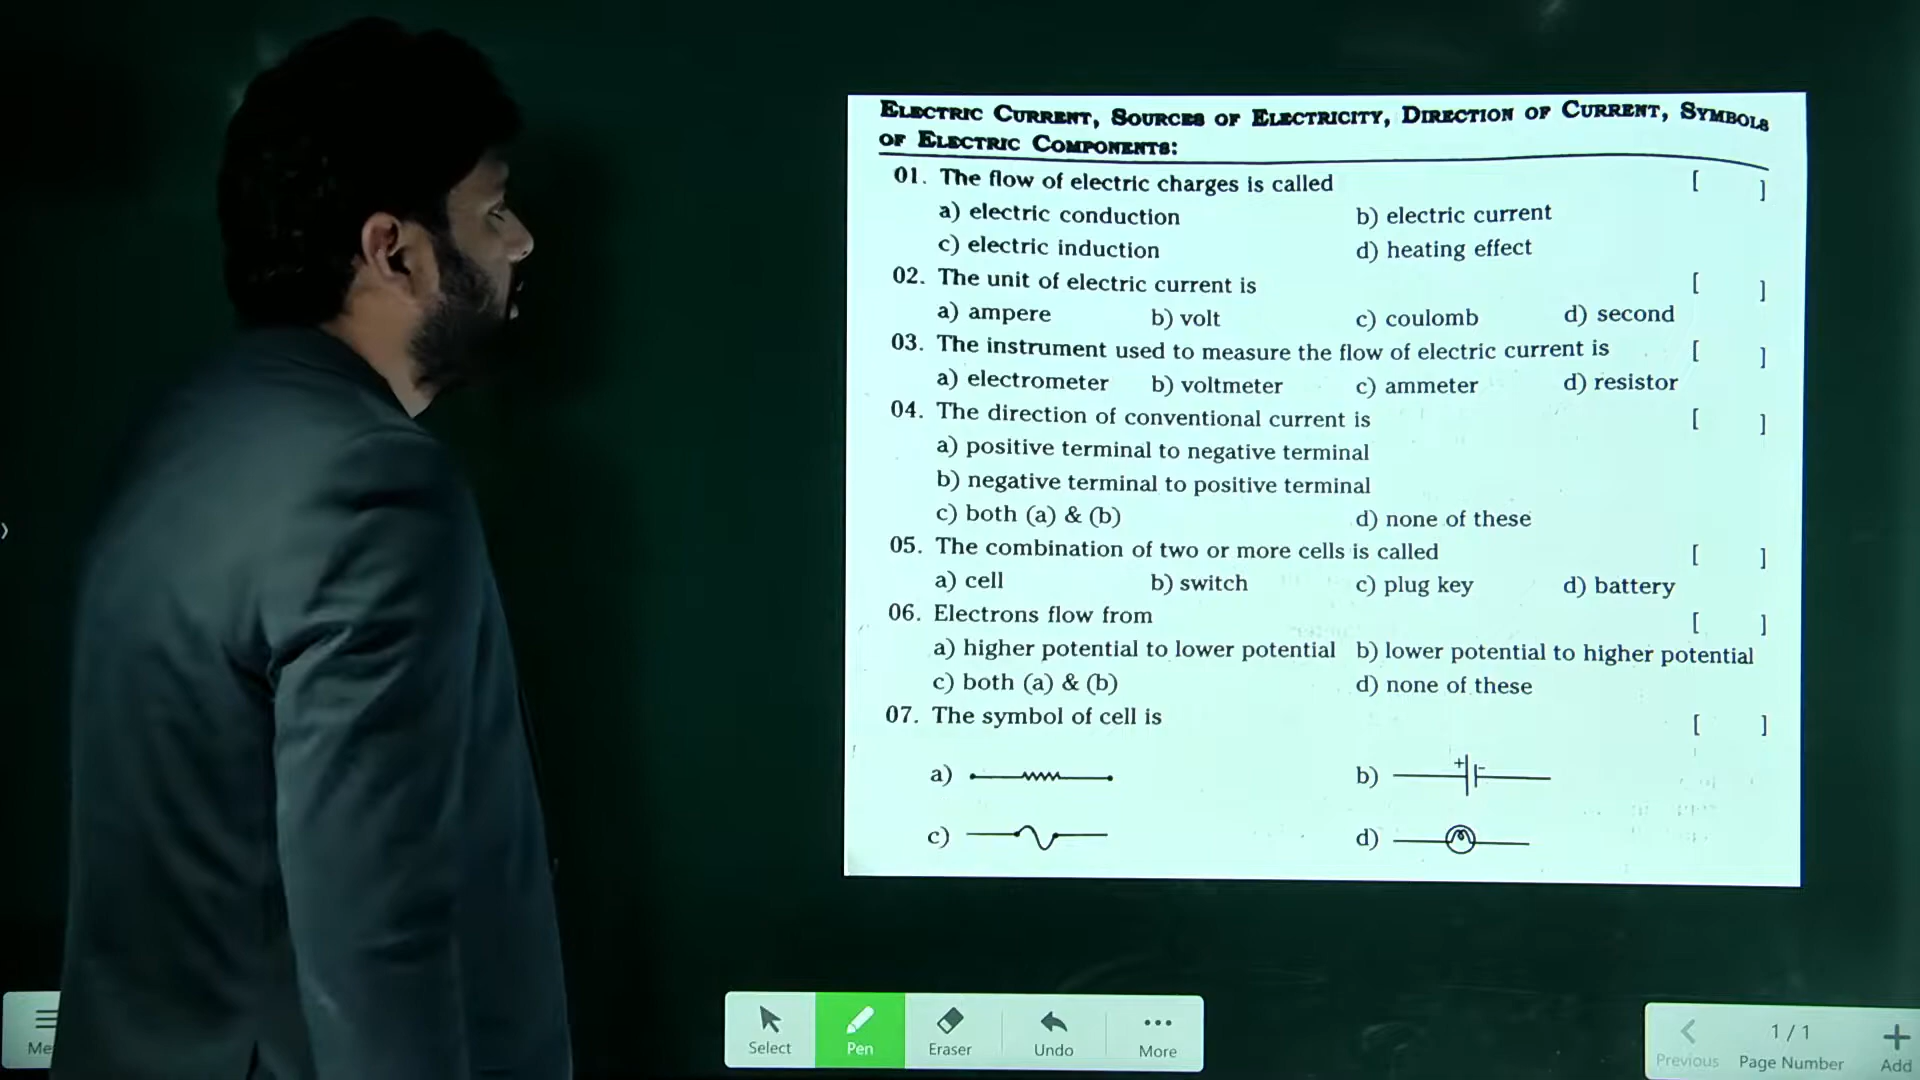 ELECTRIC CURRENT, SOURCES OF ELECTRICITY, DIRECTION OF CURRENT, SYMBOLS
OF ELECTRIC COMPONENTS:
01. The flow of electric charges is called [ ]
a) electric conduction b) electric current
c) electric induction d) heating effect
02. The unit of electric current is [ ]
a) ampere b) volt c) coulomb d) second
03. The instrument used to measure the flow of electric current is [ ]
a) electrometer b) voltmeter c) ammeter d) resistor
04. The direction of conventional current is [ ]
a) positive terminal to negative terminal
b) negative terminal to positive terminal
c) both (a) & (b) d) none of these
05. The combination of two or more cells is called [ ]
a) cell b) switch c) plug key d) battery
06. Electrons flow from [ ]
a) higher potential to lower potential b) lower potential to higher potential
c) both (a) & (b) d) none of these
07. The symbol of cell is [ ]
a) b) + -
c) d)
Select Pen Eraser Undo More
1 / 1
Previous Page Number Add